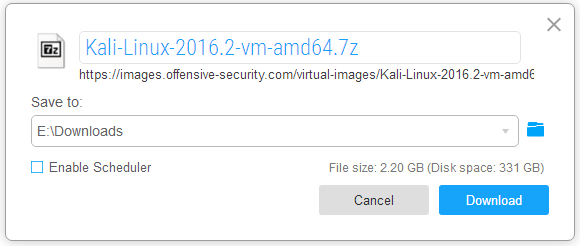 7z
Kali-Linux-2016.2-vm-amd64.7z
https://images.offensive-security.com/virtual-images/Kali-Linux-2016.2-vm-amd6
Save to:
E:\Downloads
Enable Scheduler
File size: 2.20 GB (Disk space: 331 GB)
Cancel
Download